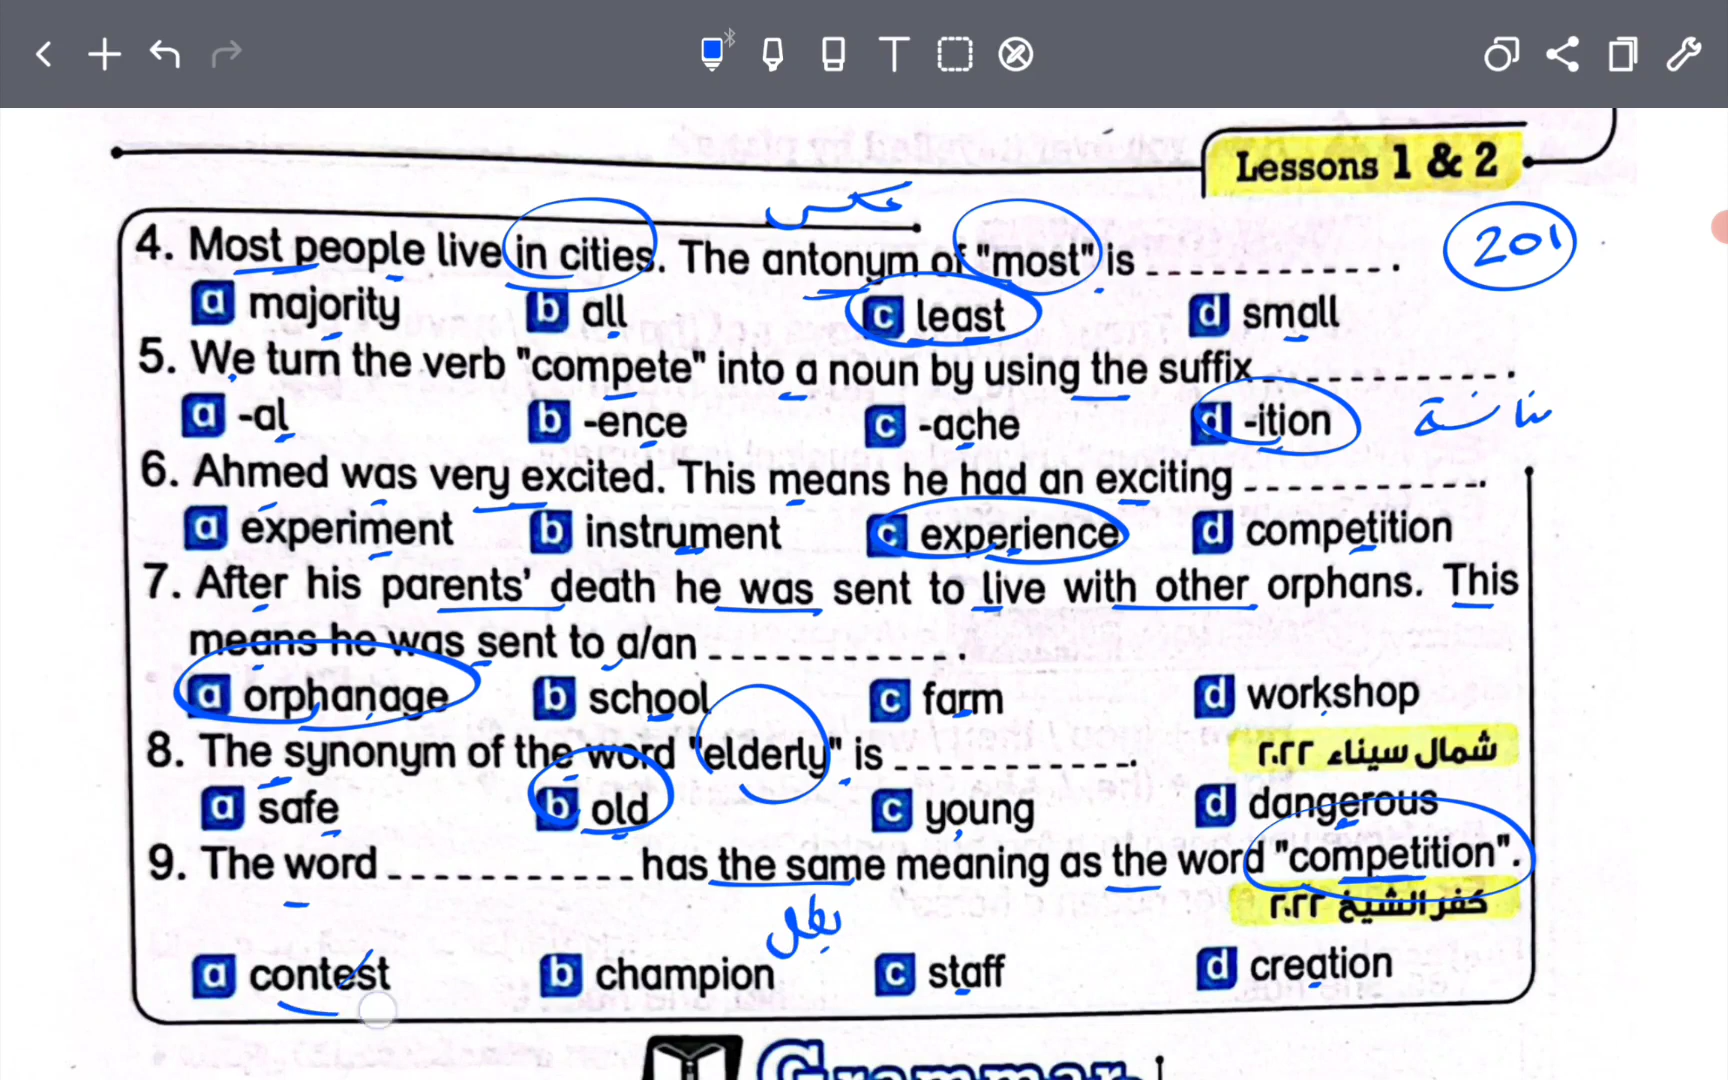 Lessons 1 & 2
عكس
201
4. Most people live in cities. The antonym of "most" is ............
a majority b all c least d small
5. We turn the verb "compete" into a noun by using the suffix ............
a -al b -ence c -ache d -ition
6. Ahmed was very excited. This means he had an exciting ............
a experiment b instrument c experience d competition
7. After his parents' death he was sent to live with other orphans. This
means he was sent to a/an ............
a orphanage b school c farm d workshop
8. The synonym of the word "elderly" is ............
شمال سيناء ٢٠٢٢
a safe b old c young d dangerous
9. The word ............ has the same meaning as the word "competition".
كفر الشيخ ٢٠٢٢
بطل
a contest b champion c staff d creation
Grammar